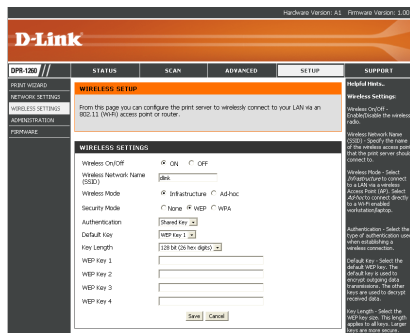 Hardware Version: A1 Firmware Version: 1.00
D-Link
DPR-1260 //
STATUS
SCAN
ADVANCED
SETUP
SUPPORT
PRINT WIZARD
NETWORK SETTINGS
WIRELESS SETTINGS
ADMINISTRATION
FIRMWARE
WIRELESS SETUP
From this page you can configure the print server to wirelessly connect to your LAN via an
802.11 (Wi-Fi) access point or router.
WIRELESS SETTINGS
Wireless On/Off ON OFF
Wireless Network Name
(SSID)
dlink
Wireless Mode Infrastructure Ad-hoc
Security Mode None WEP WPA
Authentication Shared Key
Default Key WEP Key 1
Key Length 128 bit (26 hex digits)
WEP Key 1
WEP Key 2
WEP Key 3
WEP Key 4
Save Cancel
Helpful Hints..
Wireless Settings:
Wireless On/Off -
Enable/Disable the wireless
radio.
Wireless Network Name
(SSID) - Specify the name
of the wireless access point
that the print server should
connect to.
Wireless Mode - Select
Infrastructure to connect
to a LAN via a wireless
Access Point (AP). Select
Ad-hoc to connect directly
to a Wi-Fi enabled
workstation/laptop.
Authentication - Select the
type of authentication used
when establishing a
wireless connection.
Default Key - Select the
default WEP key. The
default key is used to
encrypt outgoing data
transmissions. The other
keys are used to decrypt
received data.
Key Length - Select the
WEP key size. This length
applies to all keys. Larger
keys are more secure.